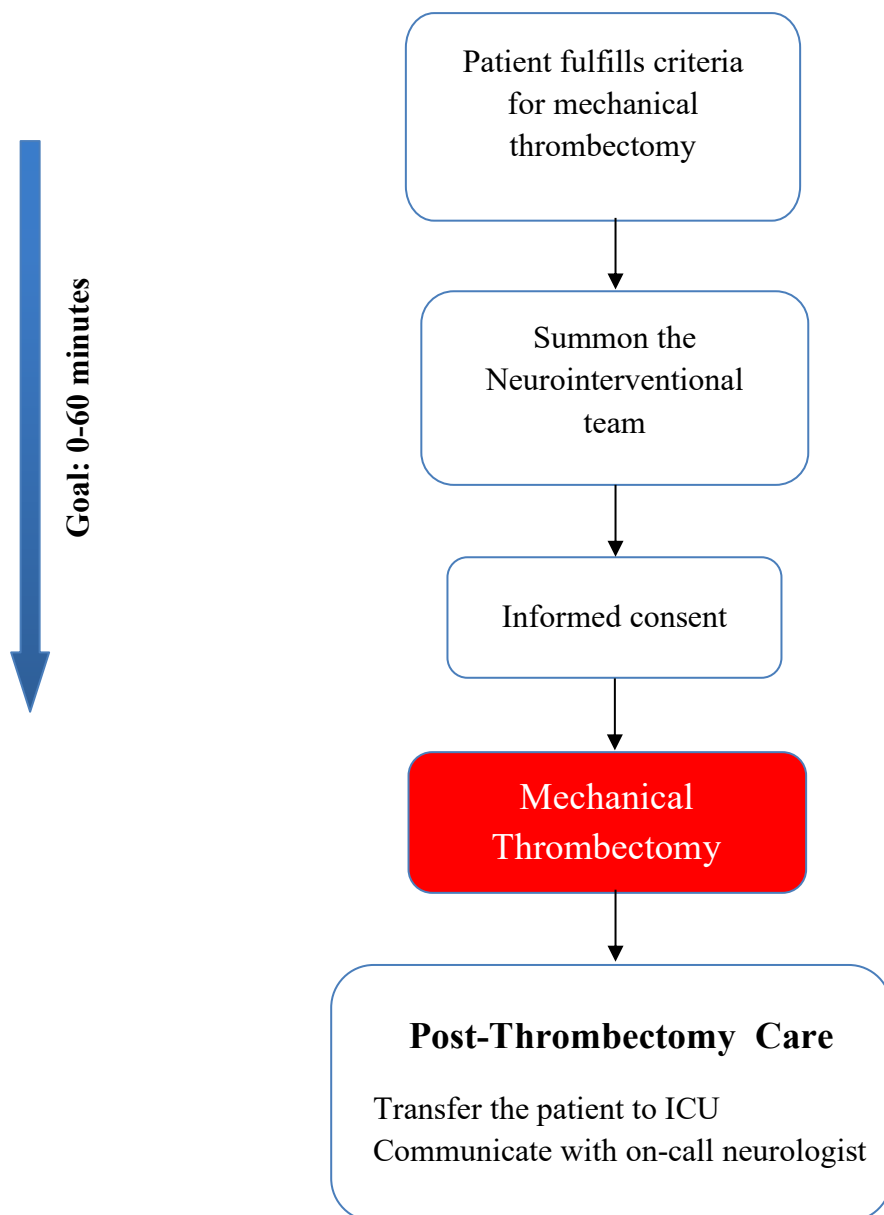 Patient fulfills criteria
for mechanical
thrombectomy
Goal: 0-60 minutes
Summon the
Neurointerventional
team
Informed consent
Mechanical
Thrombectomy
Post-Thrombectomy Care
Transfer the patient to ICU
Communicate with on-call neurologist